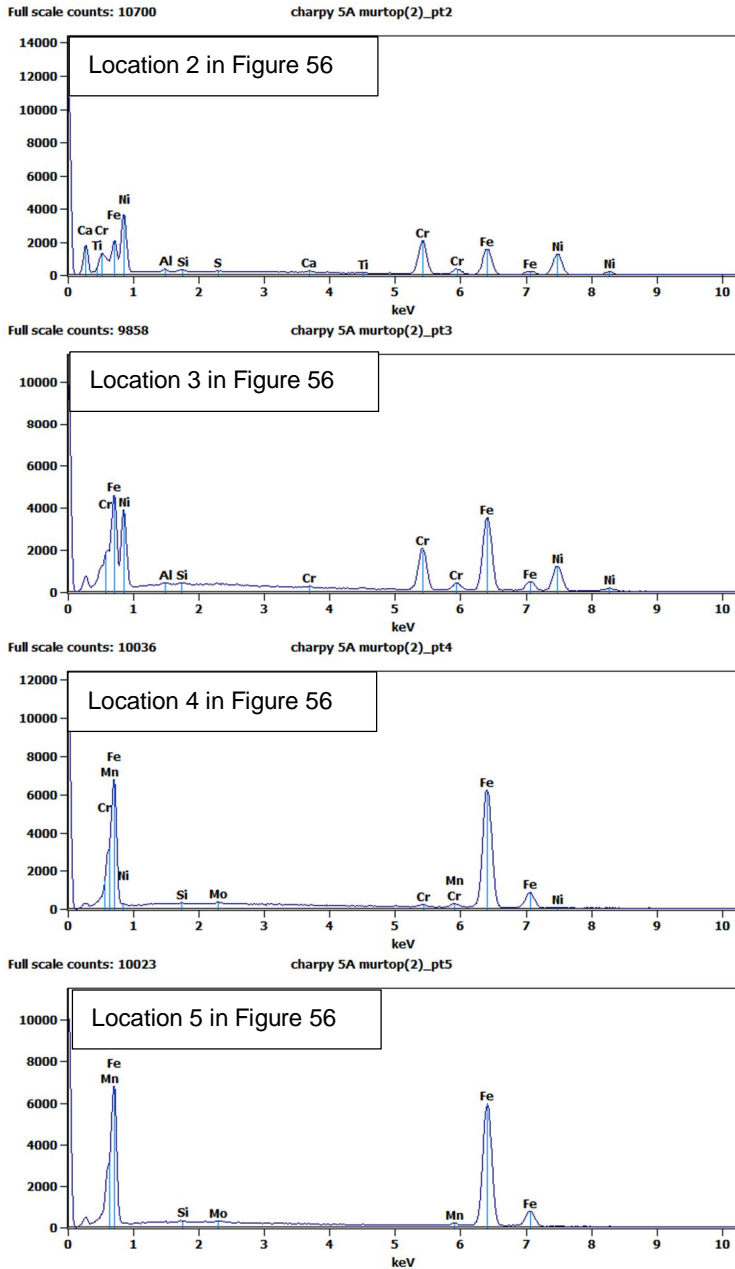 Full scale counts: 10700 charpy 5A murtop(2)_pt2
Location 2 in Figure 56
14000
12000
10000
8000
6000
4000
2000
0
Ca Ti Cr Fe Ni Al Si S Ca Ti Cr Cr Fe Fe Ni Ni
0 1 2 3 4 5 6 7 8 9 10
keV
Full scale counts: 9858 charpy 5A murtop(2)_pt3
Location 3 in Figure 56
10000
8000
6000
4000
2000
0
Cr Fe Ni Al Si Cr Cr Cr Fe Fe Ni Ni
0 1 2 3 4 5 6 7 8 9 10
keV
Full scale counts: 10036 charpy 5A murtop(2)_pt4
Location 4 in Figure 56
12000
10000
8000
6000
4000
2000
0
Fe
Mn
Cr
Ni Si Mo Cr Mn Cr Fe Fe Ni
0 1 2 3 4 5 6 7 8 9 10
keV
Full scale counts: 10023 charpy 5A murtop(2)_pt5
Location 5 in Figure 56
10000
8000
6000
4000
2000
0
Fe
Mn
Si Mo Mn Fe Fe
0 1 2 3 4 5 6 7 8 9 10
keV